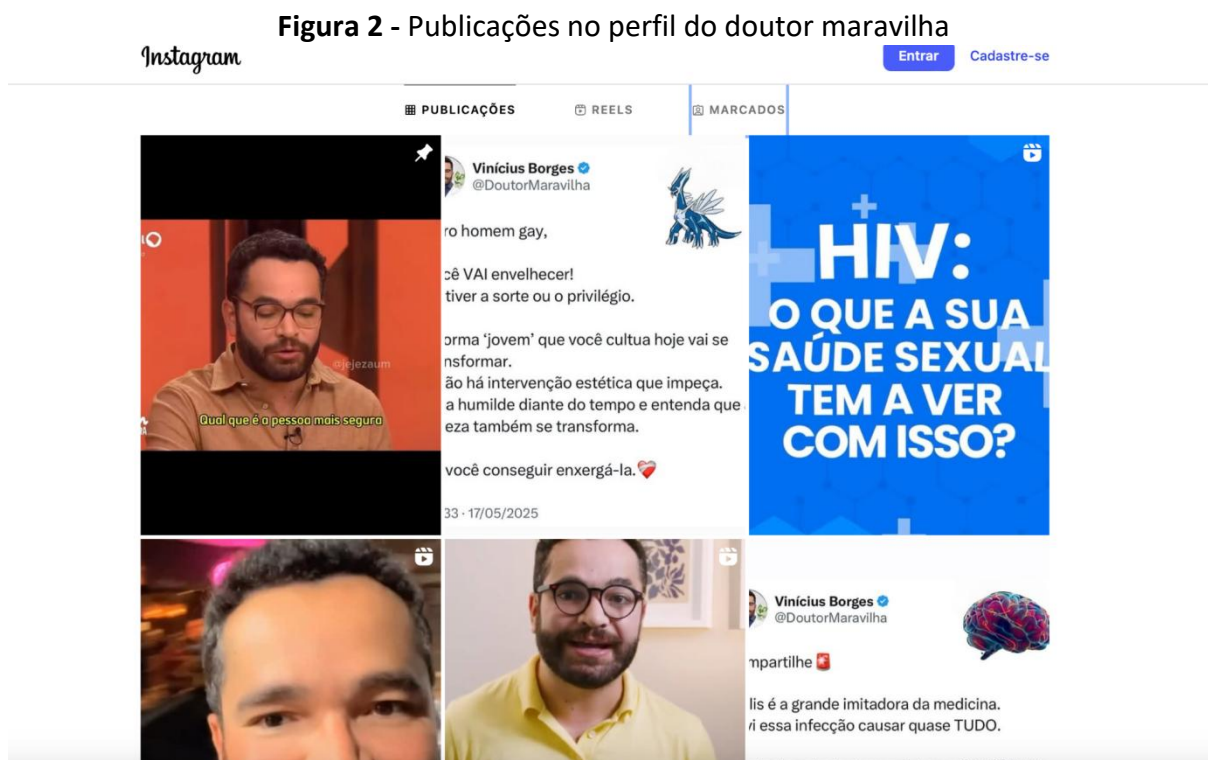 Figura 2 - Publicações no perfil do doutor maravilha
Instagram
Entrar
Cadastre-se
PUBLICAÇÕES
REELS
MARCADOS
@jejezaum
Qual que é a pessoa mais segura
Vinícius Borges
@DoutorMaravilha
ro homem gay,
cê VAI envelhecer!
tiver a sorte ou o privilégio.
orma ‘jovem’ que você cultua hoje vai se
nsformar.
ão há intervenção estética que impeça.
a humilde diante do tempo e entenda que
eza também se transforma.
você conseguir enxergá-la.❤️‍🩹
33 · 17/05/2025
HIV:
O QUE A SUA
SAÚDE SEXUAL
TEM A VER
COM ISSO?
Vinícius Borges
@DoutorMaravilha
mpartilhe 🚨
lis é a grande imitadora da medicina.
vi essa infecção causar quase TUDO.